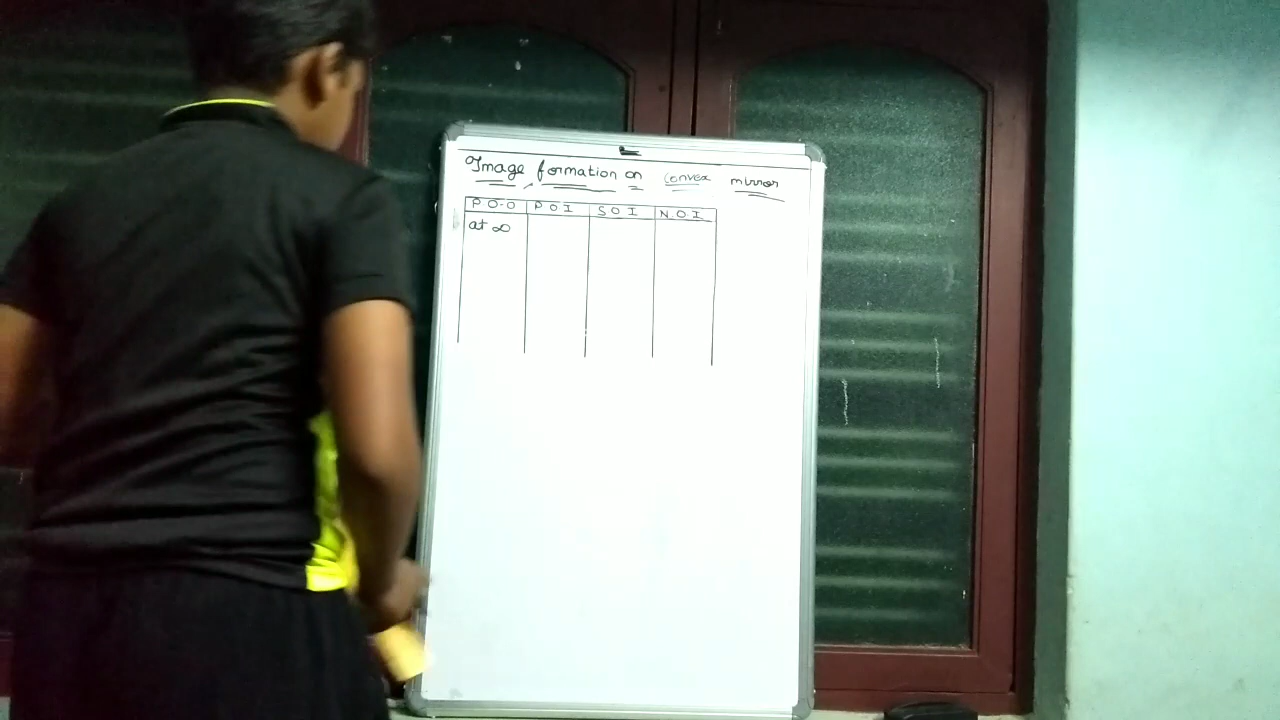 Image formation on convex mirror
P O.O P O I S O I N.O.I
at ∞